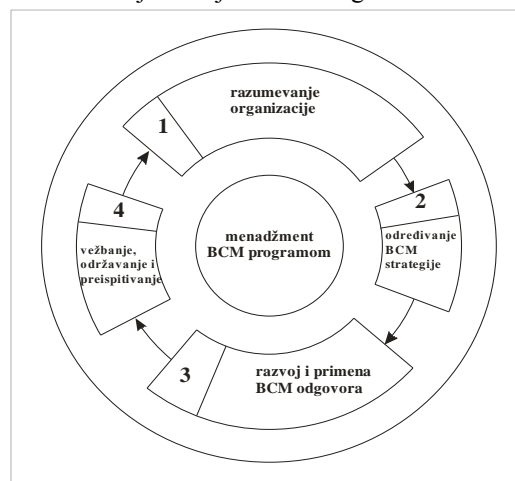 1
razumevanje
organizacije
2
određivanje
BCM
strategije
3
razvoj i primena
BCM odgovora
4
vežbanje,
održavanje i
preispitivanje
menadžment
BCM programom